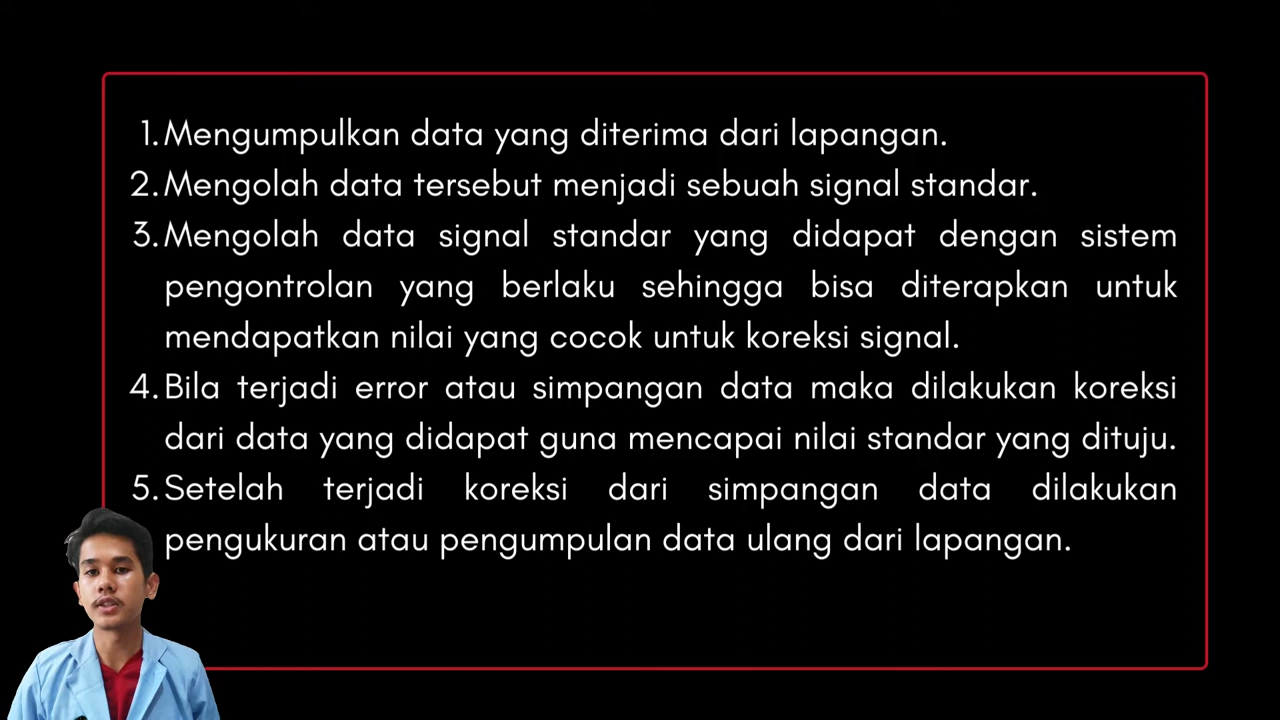 1. Mengumpulkan data yang diterima dari lapangan.
2. Mengolah data tersebut menjadi sebuah signal standar.
3. Mengolah data signal standar yang didapat dengan sistem
pengontrolan yang berlaku sehingga bisa diterapkan untuk
mendapatkan nilai yang cocok untuk koreksi signal.
4. Bila terjadi error atau simpangan data maka dilakukan koreksi
dari data yang didapat guna mencapai nilai standar yang dituju.
5. Setelah terjadi koreksi dari simpangan data dilakukan
pengukuran atau pengumpulan data ulang dari lapangan.